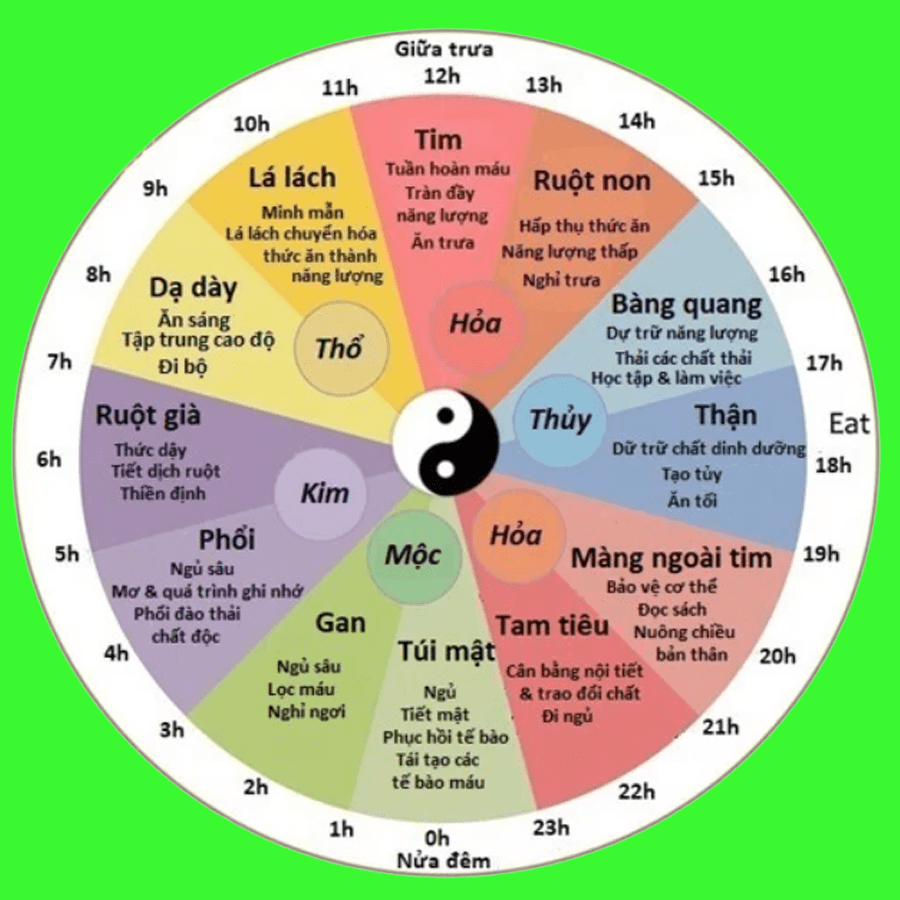 Giữa trưa
12h
13h
14h
15h
16h
17h
Eat
18h
19h
20h
21h
22h
23h
0h
Nửa đêm
1h
2h
3h
4h
5h
6h
7h
8h
9h
10h
11h
Tim
Tuần hoàn máu
Tràn đầy
năng lượng
Ăn trưa
Ruột non
Hấp thụ thức ăn
Năng lượng thấp
Nghỉ trưa
Hỏa
Bàng quang
Dự trữ năng lượng
Thải các chất thải
Học tập & làm việc
Thủy
Thận
Dữ trữ chất dinh dưỡng
Tạo tủy
Ăn tối
Màng ngoài tim
Bảo vệ cơ thể
Đọc sách
Nuông chiều
bản thân
Hỏa
Tam tiêu
Cân bằng nội tiết
& trao đổi chất
Đi ngủ
Túi mật
Ngủ
Tiết mật
Phục hồi tế bào
Tái tạo các
tế bào máu
Mộc
Gan
Ngủ sâu
Lọc máu
Nghỉ ngơi
Phổi
Ngủ sâu
Mơ & quá trình ghi nhớ
Phổi đào thải
chất độc
Kim
Ruột già
Thức dậy
Tiết dịch ruột
Thiền định
Dạ dày
Ăn sáng
Tập trung cao độ
Đi bộ
Thổ
Lá lách
Minh mẫn
Lá lách chuyển hóa
thức ăn thành
năng lượng